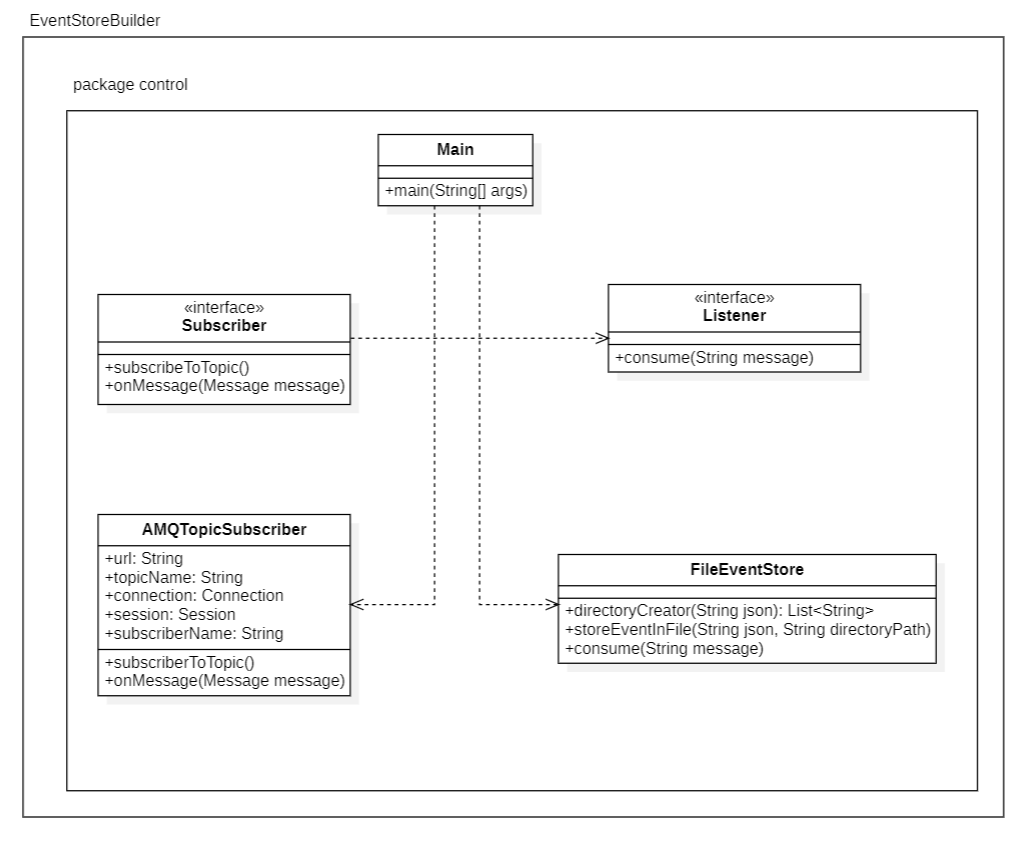 EventStoreBuilder
package control
Main
+main(String[] args)
«interface»
Subscriber
+subscribeToTopic()
+onMessage(Message message)
«interface»
Listener
+consume(String message)
AMQTopicSubscriber
+url: String
+topicName: String
+connection: Connection
+session: Session
+subscriberName: String
+subscriberToTopic()
+onMessage(Message message)
FileEventStore
+directoryCreator(String json): List<String>
+storeEventInFile(String json, String directoryPath)
+consume(String message)